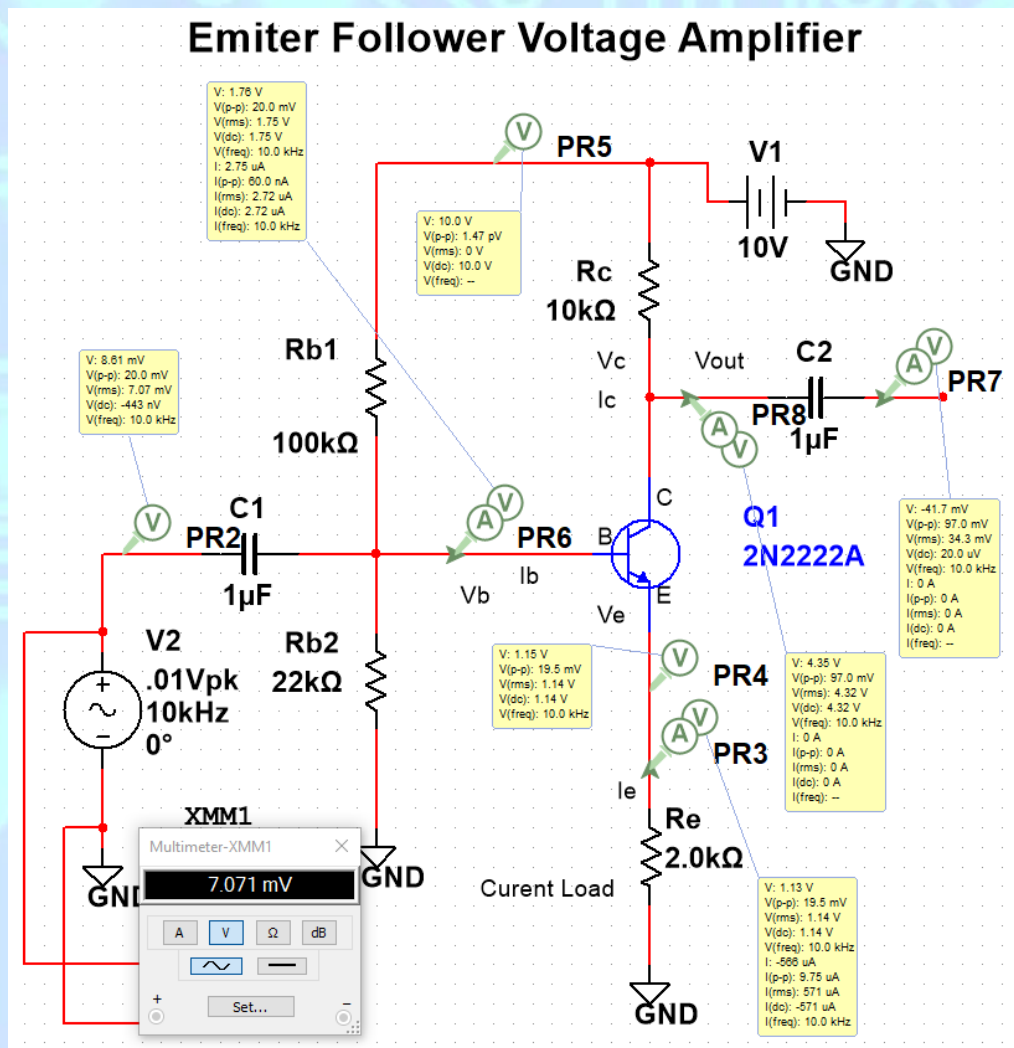 Emiter Follower Voltage Amplifier
V: 1.76 V
V(p-p): 20.0 mV
V(rms): 1.75 V
V(dc): 1.75 V
V(freq): 10.0 kHz
I: 2.75 uA
I(p-p): 60.0 nA
I(rms): 2.72 uA
I(dc): 2.72 uA
I(freq): 10.0 kHz
V
PR5
V1
10V
GND
V: 10.0 V
V(p-p): 1.47 pV
V(rms): 0 V
V(dc): 10.0 V
V(freq): --
Rc
10kΩ
Rb1
100kΩ
Vc
Vout
C2
Ic
PR8
1µF
A
V
PR7
A
V
V: 8.61 mV
V(p-p): 20.0 mV
V(rms): 7.07 mV
V(dc): -443 nV
V(freq): 10.0 kHz
V
PR2
C1
1µF
A
V
PR6
Vb
Ib
B
C
E
Q1
2N2222A
Ve
V: -41.7 mV
V(p-p): 97.0 mV
V(rms): 34.3 mV
V(dc): 20.0 uV
V(freq): 10.0 kHz
I: 0 A
I(p-p): 0 A
I(rms): 0 A
I(dc): 0 A
I(freq): --
V2
.01Vpk
10kHz
0°
Rb2
22kΩ
V: 1.15 V
V(p-p): 19.5 mV
V(rms): 1.14 V
V(dc): 1.14 V
V(freq): 10.0 kHz
V
PR4
A
V
PR3
V: 4.35 V
V(p-p): 97.0 mV
V(rms): 4.32 V
V(dc): 4.32 V
V(freq): 10.0 kHz
I: 0 A
I(p-p): 0 A
I(rms): 0 A
I(dc): 0 A
I(freq): --
Ie
Re
2.0kΩ
Curent Load
GND
V: 1.13 V
V(p-p): 19.5 mV
V(rms): 1.14 V
V(dc): 1.14 V
V(freq): 10.0 kHz
I: -566 uA
I(p-p): 9.75 uA
I(rms): 571 uA
I(dc): -571 uA
I(freq): 10.0 kHz
XMM1
GND
GND
Multimeter-XMM1
7.071 mV
A V Ω dB
Set...
+ −